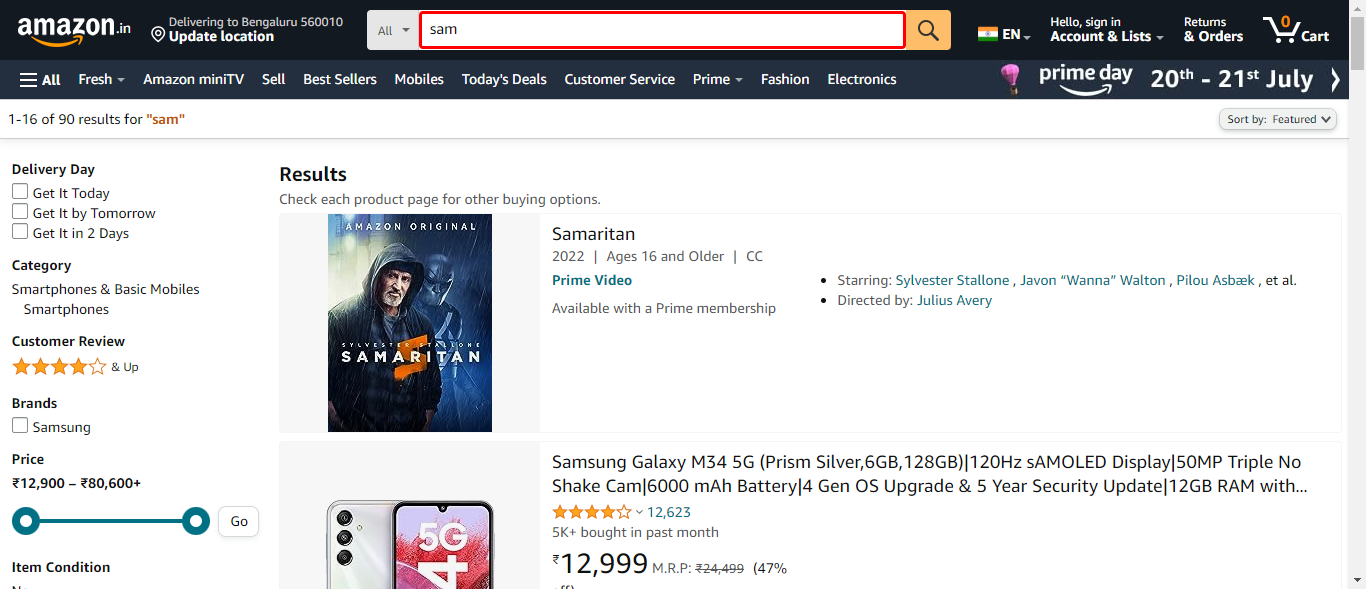 amazon.in
Delivering to Bengaluru 560010
Update location
All
sam
EN
Hello, sign in
Account & Lists
Returns
& Orders
0
Cart
All
Fresh
Amazon miniTV
Sell
Best Sellers
Mobiles
Today's Deals
Customer Service
Prime
Fashion
Electronics
prime day
20th - 21st July
1-16 of 90 results for "sam"
Sort by: Featured
Delivery Day
Get It Today
Get It by Tomorrow
Get It in 2 Days
Category
Smartphones & Basic Mobiles
Smartphones
Customer Review
& Up
Brands
Samsung
Price
₹12,900 – ₹80,600+
Go
Item Condition
Results
Check each product page for other buying options.
AMAZON ORIGINAL
SYLVESTER STALLONE
SAMARITAN
Samaritan
2022 | Ages 16 and Older | CC
Prime Video
Available with a Prime membership
Starring: Sylvester Stallone , Javon “Wanna” Walton , Pilou Asbæk , et al.
Directed by: Julius Avery
5G
4
Samsung Galaxy M34 5G (Prism Silver,6GB,128GB)|120Hz sAMOLED Display|50MP Triple No
Shake Cam|6000 mAh Battery|4 Gen OS Upgrade & 5 Year Security Update|12GB RAM with...
12,623
5K+ bought in past month
₹12,999 M.R.P: ₹24,499 (47%